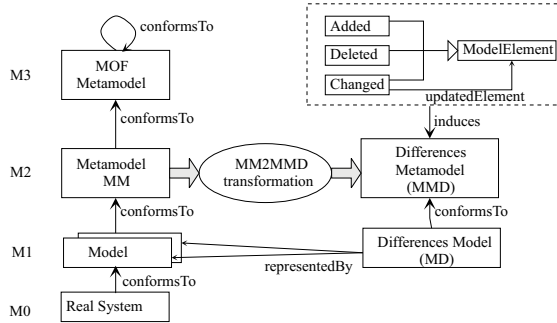 conformsTo
M3
MOF
Metamodel
conformsTo
Added
Deleted
Changed
ModelElement
updatedElement
induces
M2
Metamodel
MM
MM2MMD
transformation
Differences
Metamodel
(MMD)
conformsTo
conformsTo
M1
Model
representedBy
Differences Model
(MD)
conformsTo
M0
Real System